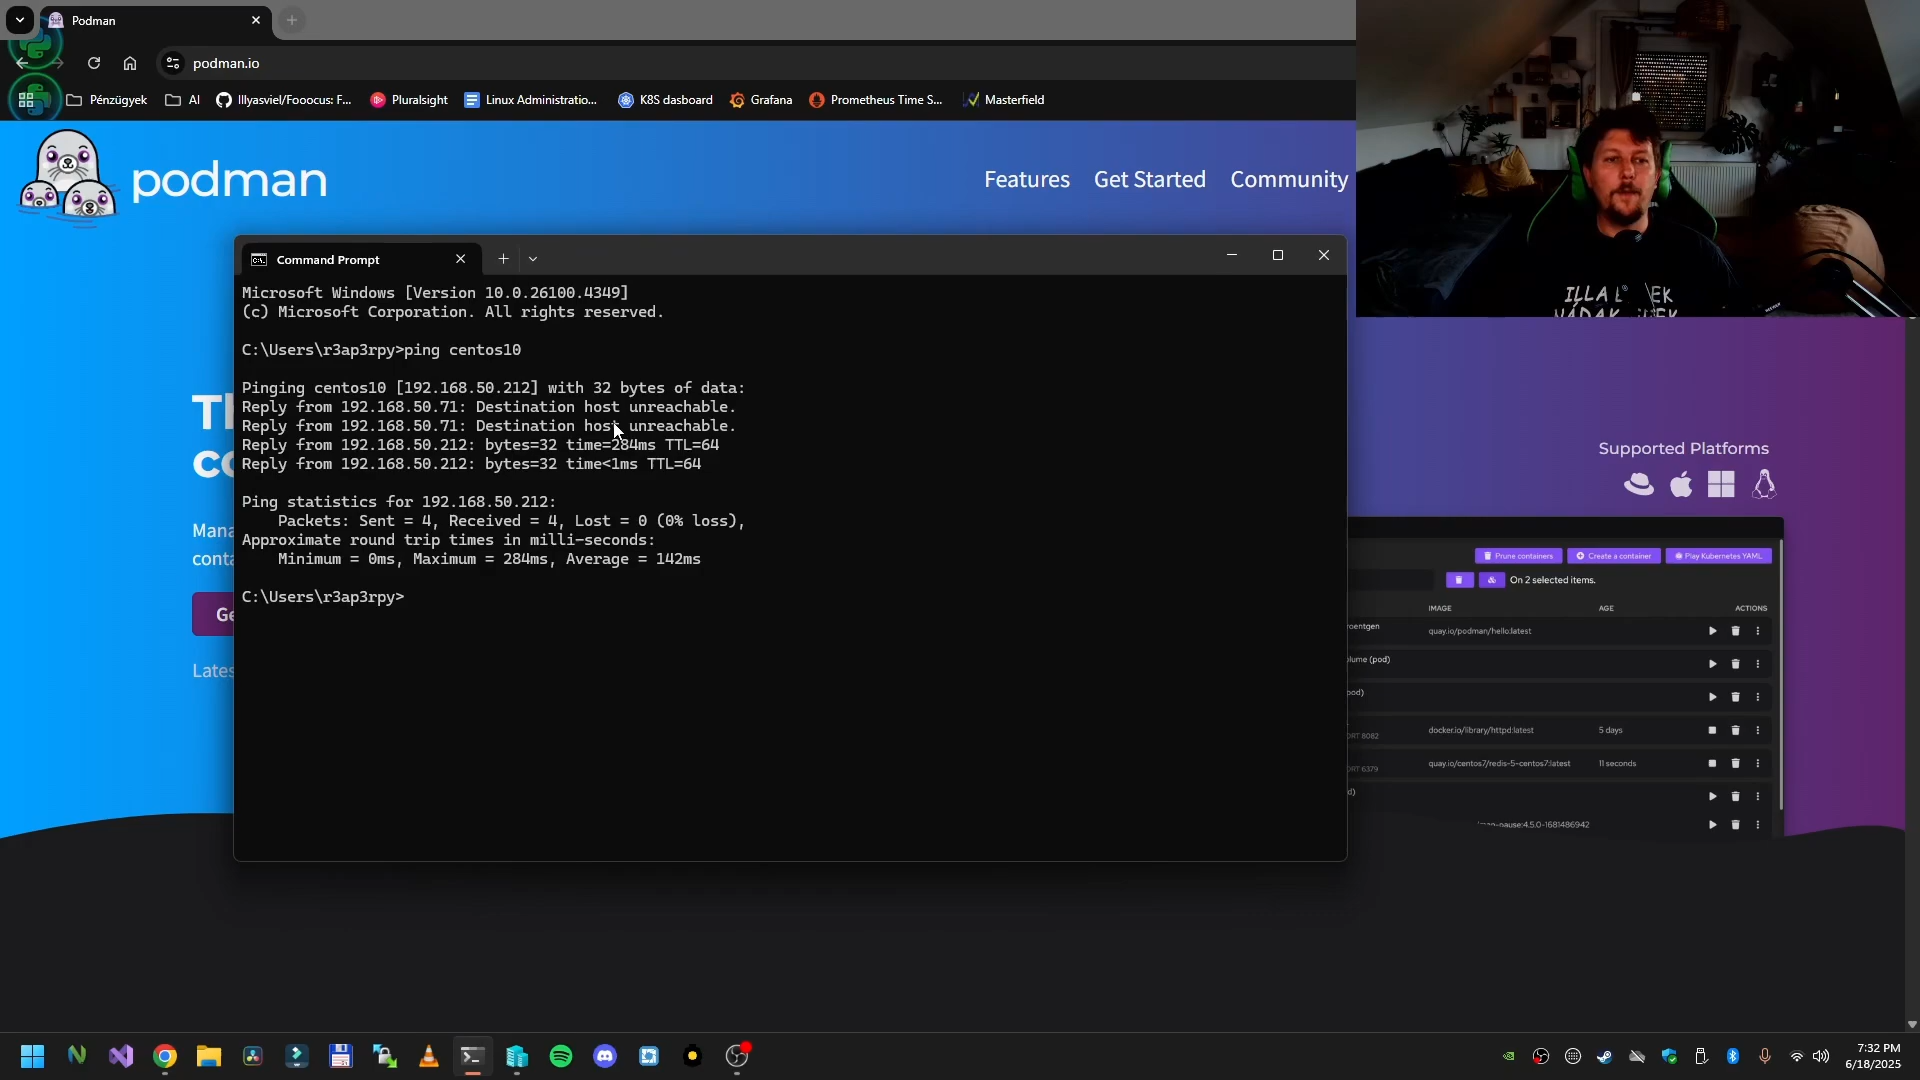 Podman
podman.io
Pénzügyek
AI
Illyasviel/Fooocus: F...
Pluralsight
Linux Administratio...
K8S dasboard
Grafana
Prometheus Time S...
Masterfield
podman
Features
Get Started
Community
Command Prompt
Microsoft Windows [Version 10.0.26100.4349]
(c) Microsoft Corporation. All rights reserved.
C:\Users\r3ap3rpy>ping centos10
Pinging centos10 [192.168.50.212] with 32 bytes of data:
Reply from 192.168.50.71: Destination host unreachable.
Reply from 192.168.50.71: Destination host unreachable.
Reply from 192.168.50.212: bytes=32 time=284ms TTL=64
Reply from 192.168.50.212: bytes=32 time<1ms TTL=64
Ping statistics for 192.168.50.212:
Packets: Sent = 4, Received = 4, Lost = 0 (0% loss),
Approximate round trip times in milli-seconds:
Minimum = 0ms, Maximum = 284ms, Average = 142ms
C:\Users\r3ap3rpy>
Supported Platforms
Prune containers
Create a container
Play Kubernetes YAML
On 2 selected items.
IMAGE
AGE
ACTIONS
quay.io/podman/hello:latest
(pod)
docker.io/library/httpd:latest
5 days
8082
quay.io/centos7/redis-5-centos7:latest
11 seconds
6379
7:32 PM
6/18/2025